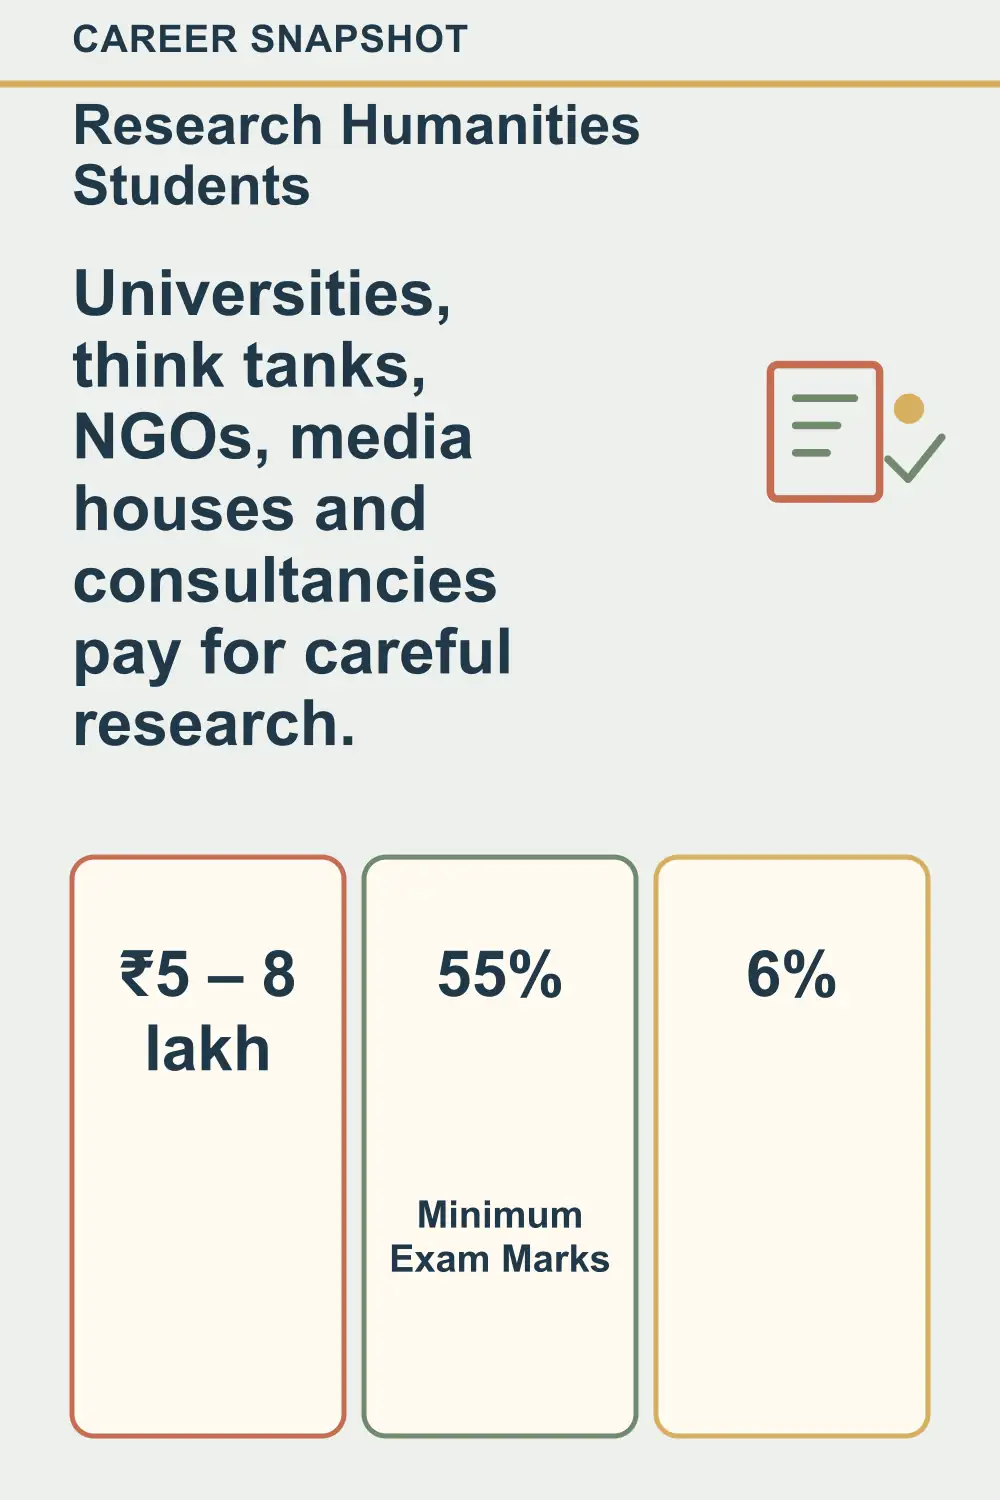 CAREER SNAPSHOT
Research Humanities
Students
Universities,
think tanks,
NGOs, media
houses and
consultancies
pay for careful
research.
₹5 – 8
lakh
55%
Minimum
Exam Marks
6%